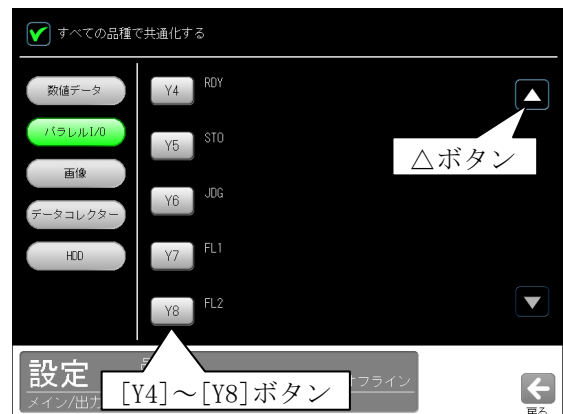 すべての品種で共通化する
数値データ
Y4 RDY
パラレルI/O
Y5 STO
△ボタン
画像
Y6 JDG
データコレクター
Y7 FL1
HDD
Y8 FL2
設定
[Y4]～[Y8]ボタン
オフライン
メイン/出力
戻る